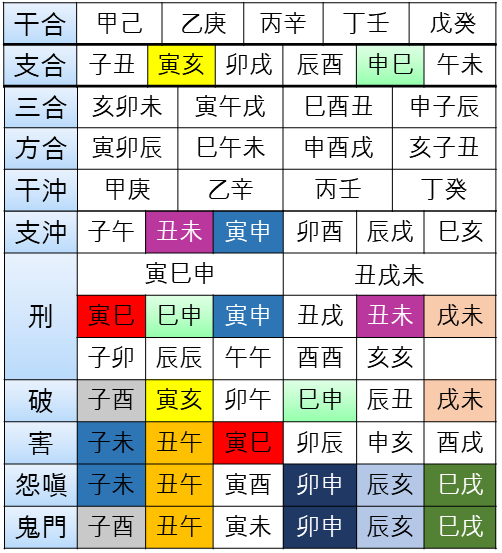 干合 甲己 乙庚 丙辛 丁壬 戊癸
支合 子丑 寅亥 卯戌 辰酉 申巳 午未
三合 亥卯未 寅午戌 巳酉丑 申子辰
方合 寅卯辰 巳午未 申酉戌 亥子丑
干沖 甲庚 乙辛 丙壬 丁癸
支沖 子午 丑未 寅申 卯酉 辰戌 巳亥
刑 寅巳申 丑戌未
寅巳 巳申 寅申 丑戌 丑未 戌未
子卯 辰辰 午午 酉酉 亥亥
破 子酉 寅亥 卯午 巳申 辰丑 戌未
害 子未 丑午 寅巳 卯辰 申亥 酉戌
怨嗔 子未 丑午 寅酉 卯申 辰亥 巳戌
鬼門 子酉 丑午 寅未 卯申 辰亥 巳戌